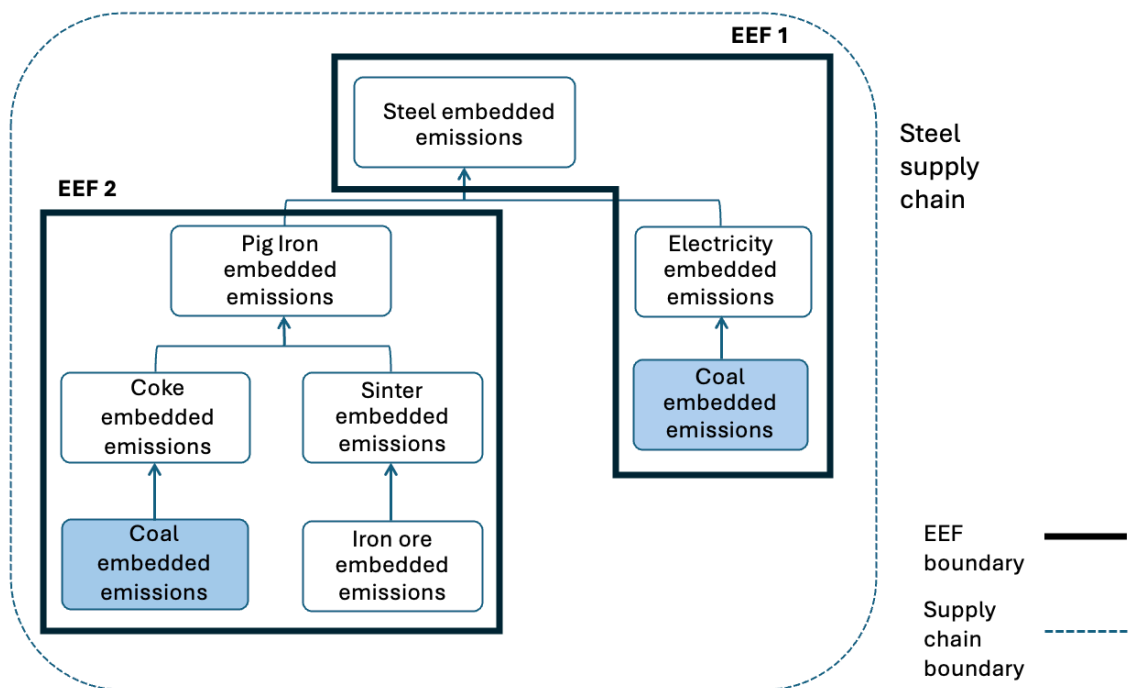 EEF 1
Steel embedded
emissions
Steel
supply
chain
EEF 2
Pig Iron
embedded
emissions
Electricity
embedded
emissions
Coke
embedded
emissions
Sinter
embedded
emissions
Coal
embedded
emissions
Coal
embedded
emissions
Iron ore
embedded
emissions
EEF
boundary
Supply
chain
boundary